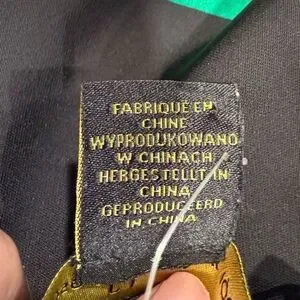 FABRIQUÉ EN
CHINE
WYPRODUKOWANO
W CHINACH
HERGESTELLT IN
CHINA
GEPRODUCEERD
IN CHINA